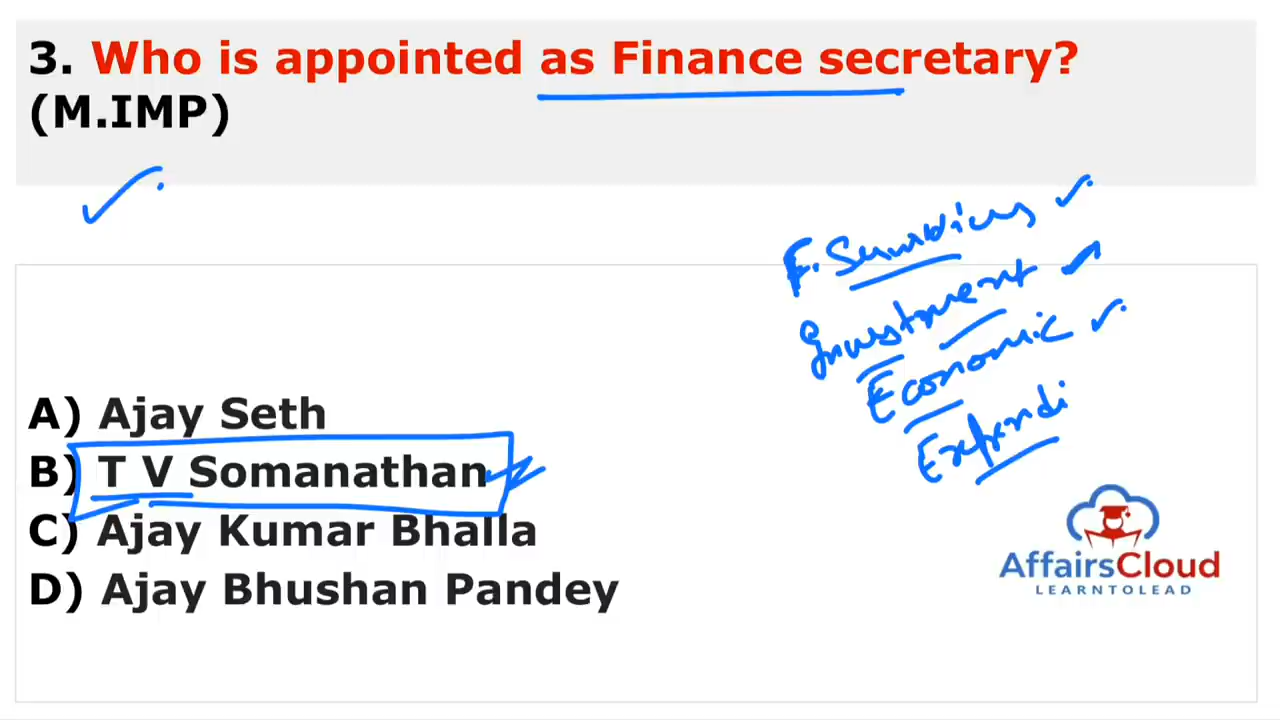 3. Who is appointed as Finance secretary?
(M.IMP)
Investment
Economic
Expendi
A) Ajay Seth
B) T V Somanathan
C) Ajay Kumar Bhalla
D) Ajay Bhushan Pandey
AffairsCloud
LEARNTOLEAD